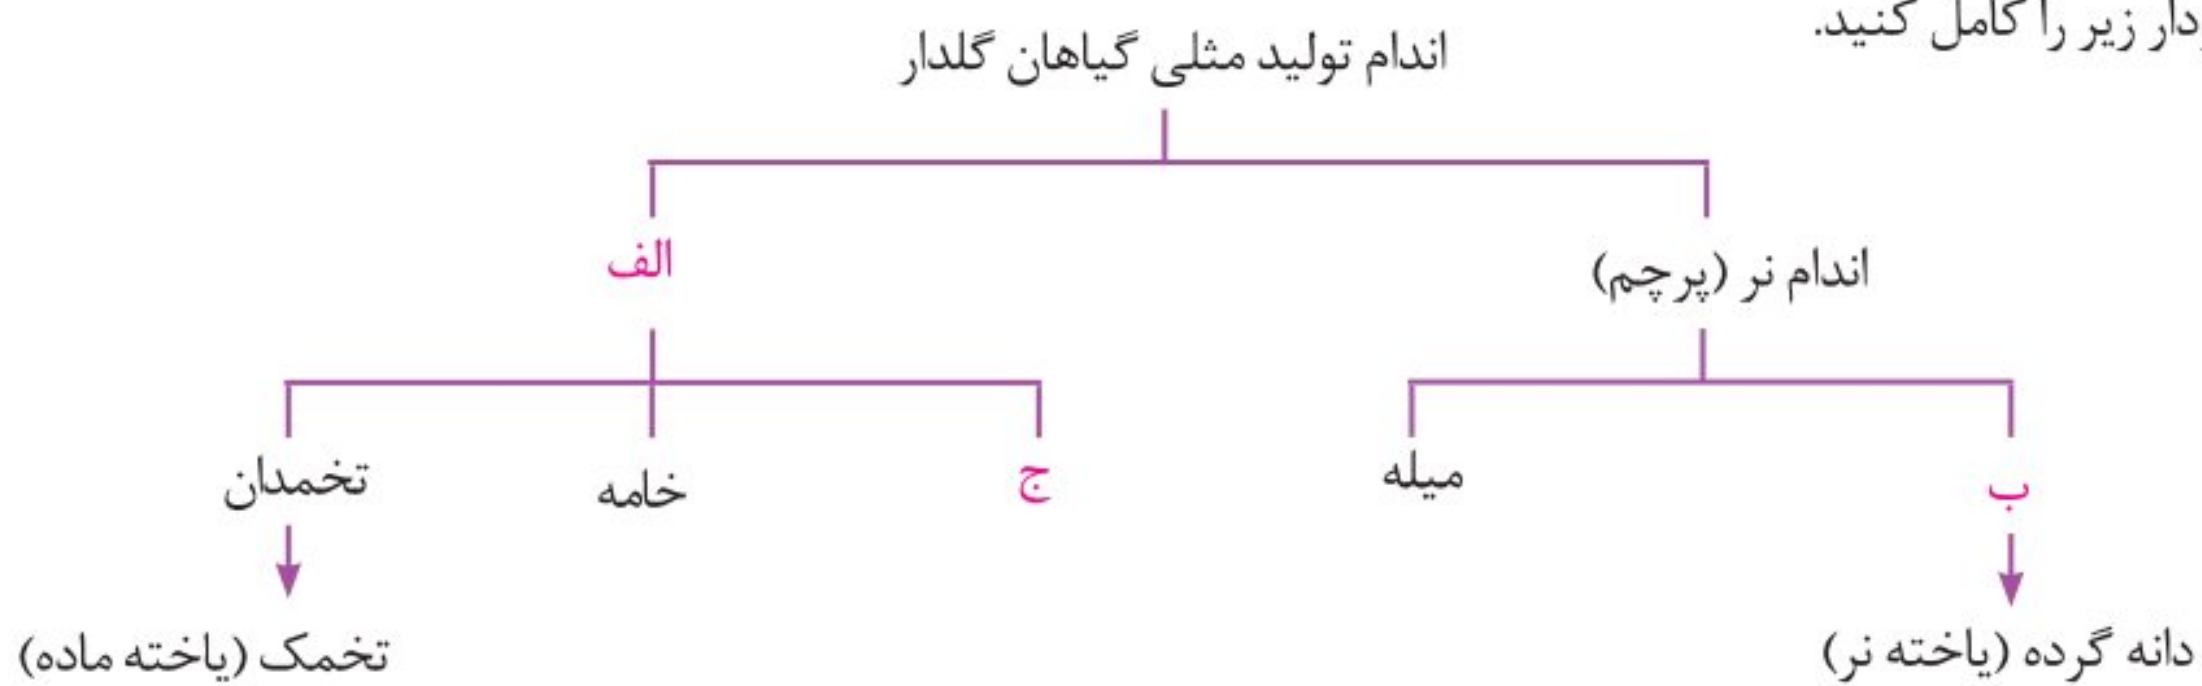 زیر را کامل کنید.
اندام تولید مثلی گیاهان گلدار
اندام نر (پرچم)
الف
ب
میله
ج
خامه
تخمدان
دانه گرده (یاخته نر)
تخمک (یاخته ماده)